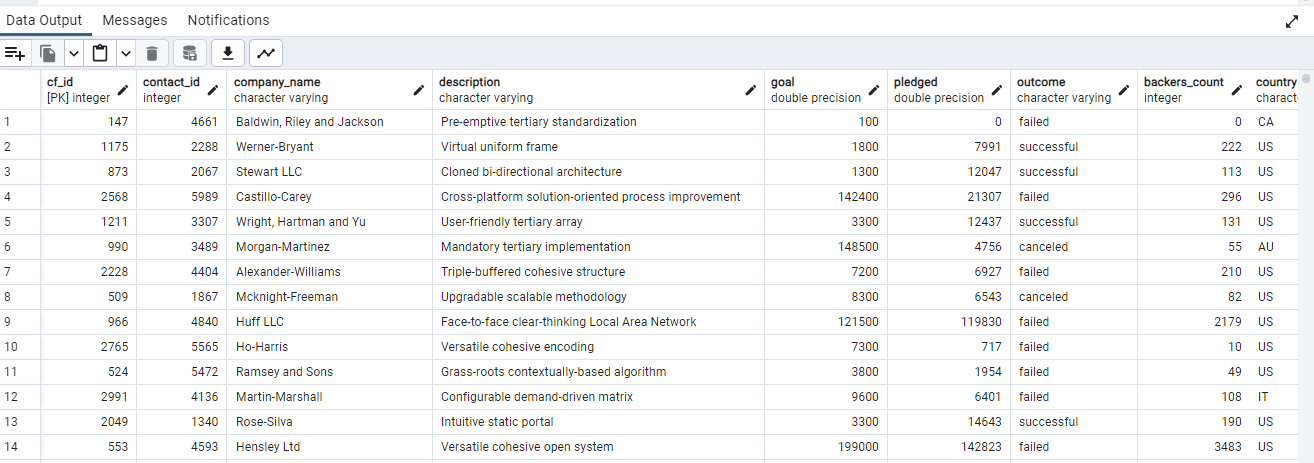 Data Output Messages Notifications
cf_id contact_id company_name description goal pledged outcome backers_count country
[PK] integer integer character varying character varying double precision double precision character varying integer charact
1 147 4661 Baldwin, Riley and Jackson Pre-emptive tertiary standardization 100 0 failed 0 CA
2 1175 2288 Werner-Bryant Virtual uniform frame 1800 7991 successful 222 US
3 873 2067 Stewart LLC Cloned bi-directional architecture 1300 12047 successful 113 US
4 2568 5989 Castillo-Carey Cross-platform solution-oriented process improvement 142400 21307 failed 296 US
5 1211 3307 Wright, Hartman and Yu User-friendly tertiary array 3300 12437 successful 131 US
6 990 3489 Morgan-Martinez Mandatory tertiary implementation 148500 4756 canceled 55 AU
7 2228 4404 Alexander-Williams Triple-buffered cohesive structure 7200 6927 failed 210 US
8 509 1867 Mcknight-Freeman Upgradable scalable methodology 8300 6543 canceled 82 US
9 966 4840 Huff LLC Face-to-face clear-thinking Local Area Network 121500 119830 failed 2179 US
10 2765 5565 Ho-Harris Versatile cohesive encoding 7300 717 failed 10 US
11 524 5472 Ramsey and Sons Grass-roots contextually-based algorithm 3800 1954 failed 49 US
12 2991 4136 Martin-Marshall Configurable demand-driven matrix 9600 6401 failed 108 IT
13 2049 1340 Rose-Silva Intuitive static portal 3300 14643 successful 190 US
14 553 4593 Hensley Ltd Versatile cohesive open system 199000 142823 failed 3483 US